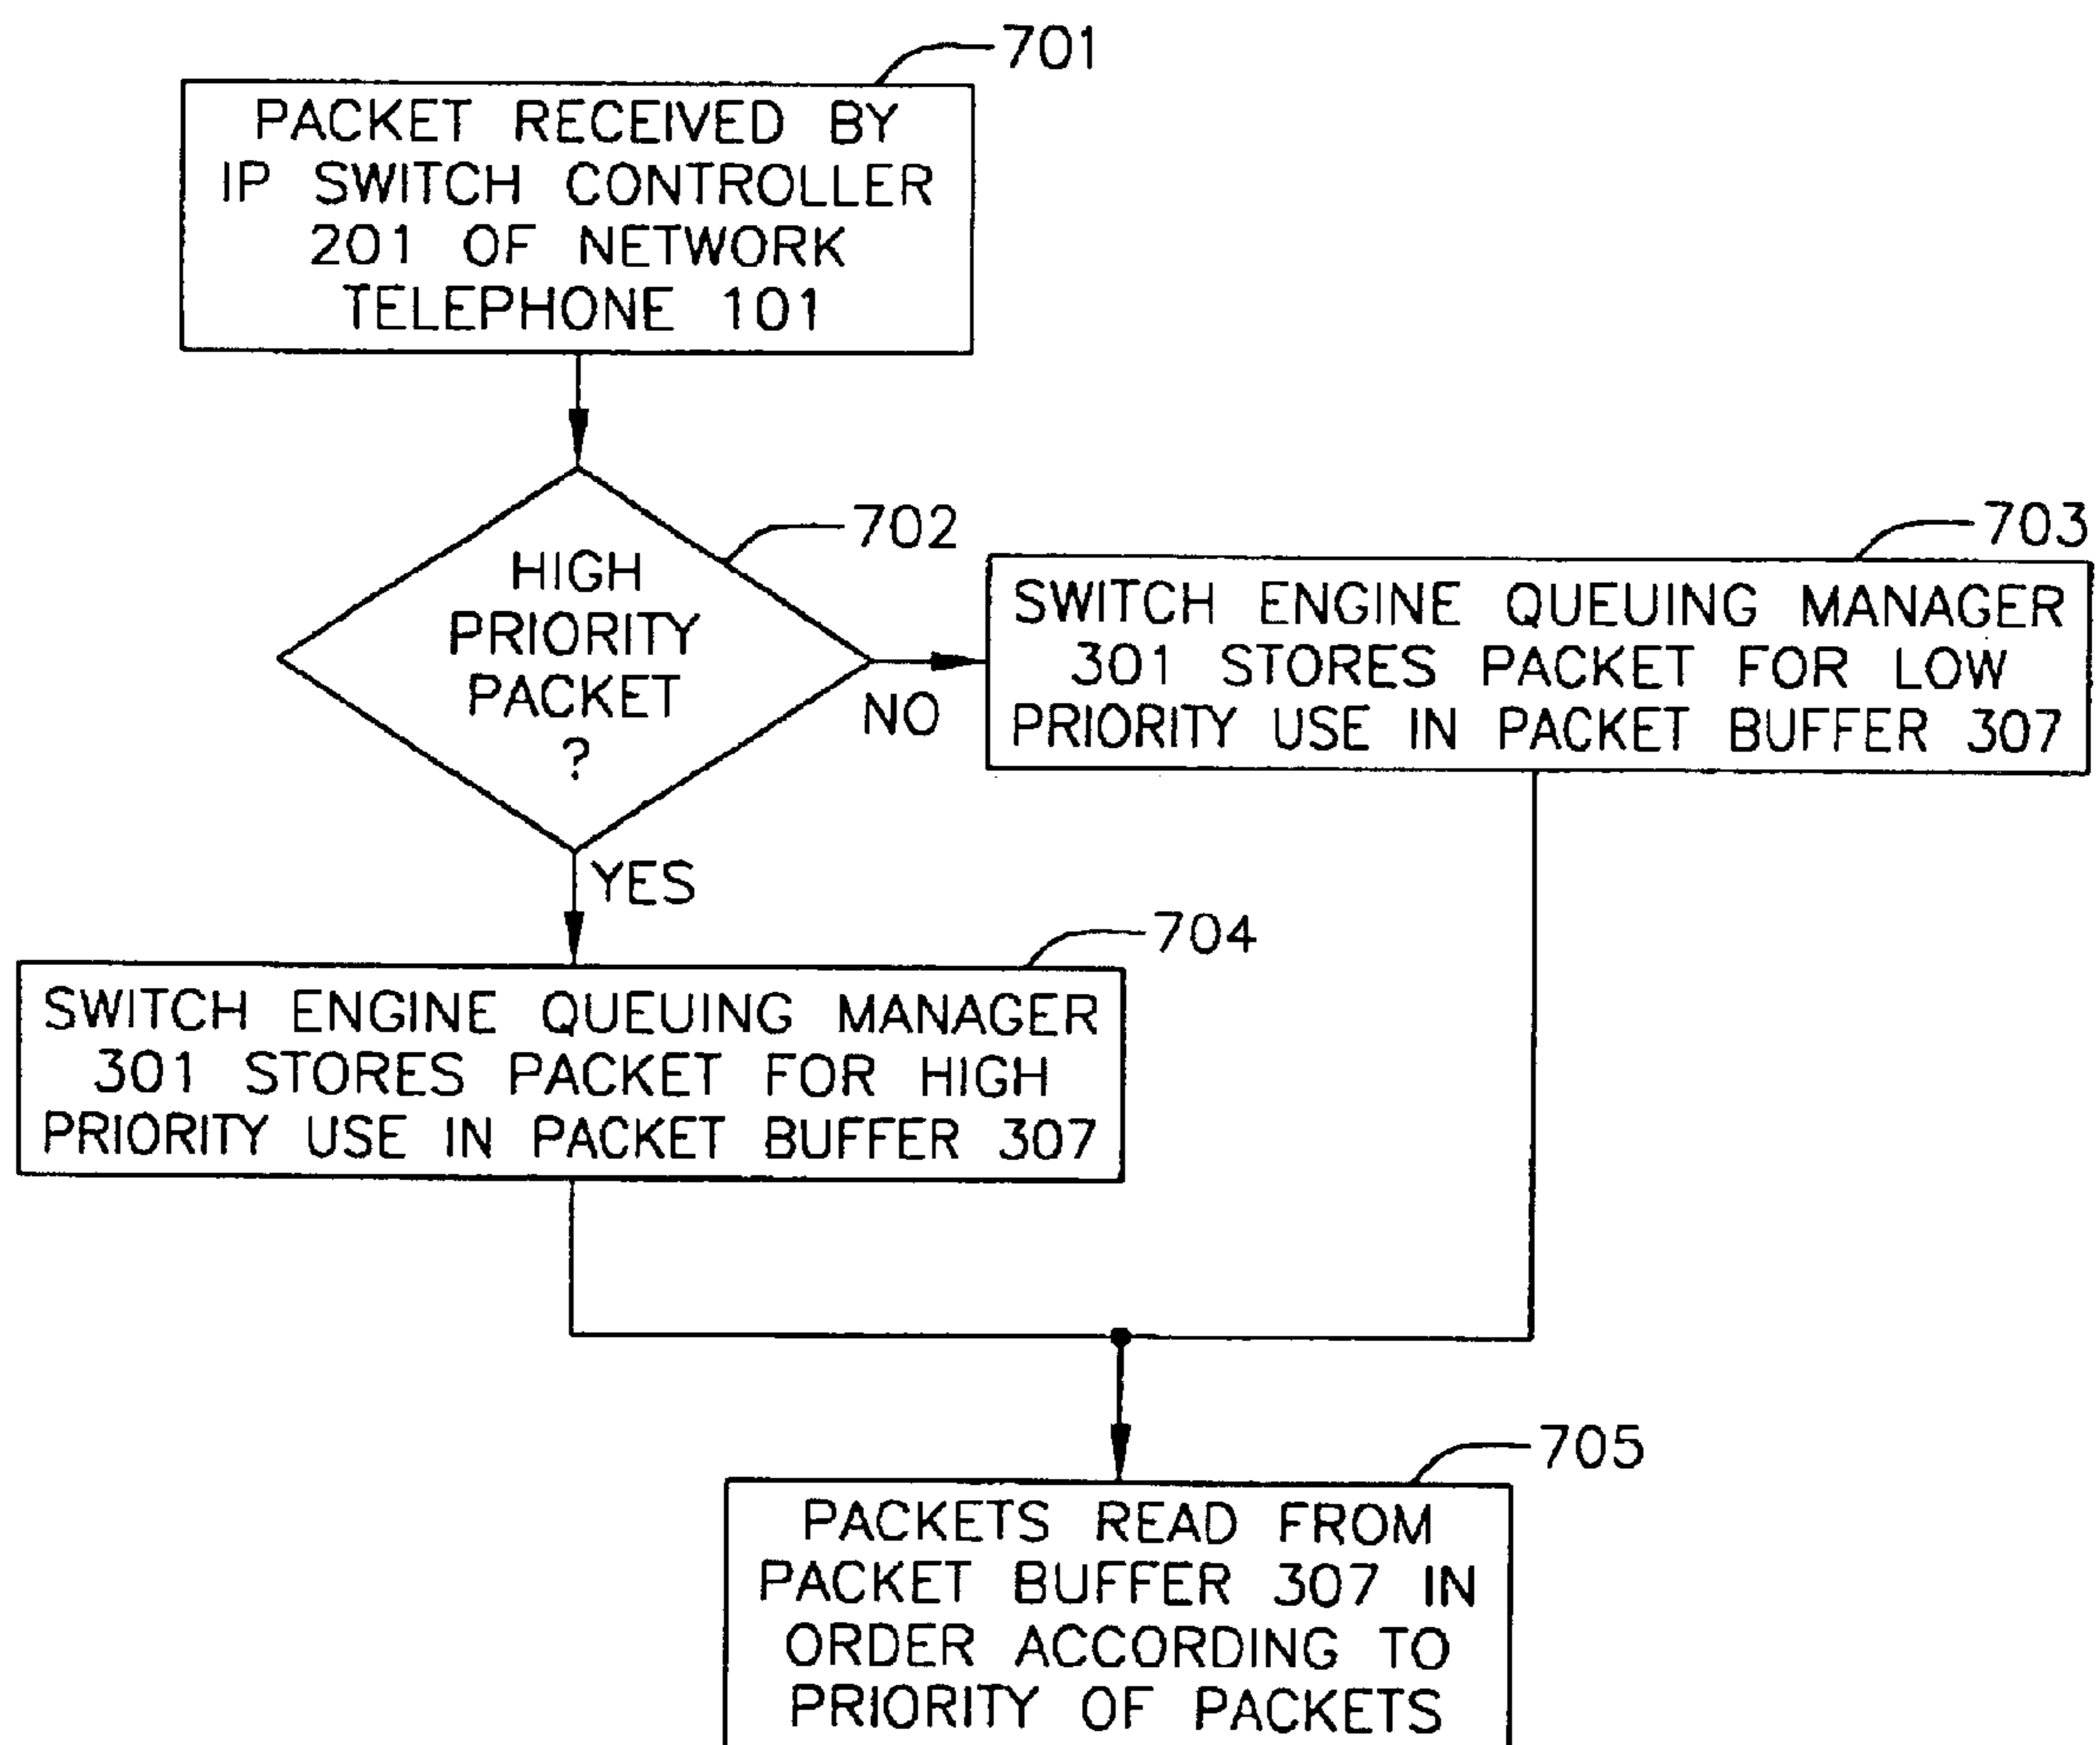 701
PACKET RECEIVED BY
IP SWITCH CONTROLLER
201 OF NETWORK
TELEPHONE 101
702
HIGH
PRIORITY
PACKET
?
NO
703
SWITCH ENGINE QUEUING MANAGER
301 STORES PACKET FOR LOW
PRIORITY USE IN PACKET BUFFER 307
YES
704
SWITCH ENGINE QUEUING MANAGER
301 STORES PACKET FOR HIGH
PRIORITY USE IN PACKET BUFFER 307
705
PACKETS READ FROM
PACKET BUFFER 307 IN
ORDER ACCORDING TO
PRIORITY OF PACKETS